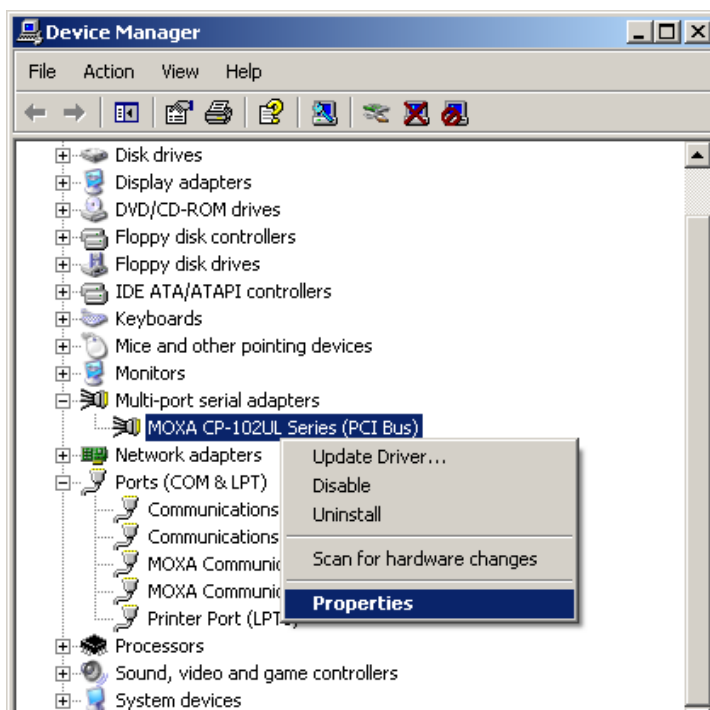 Device Manager
File Action View Help
Disk drives
Display adapters
DVD/CD-ROM drives
Floppy disk controllers
Floppy disk drives
IDE ATA/ATAPI controllers
Keyboards
Mice and other pointing devices
Monitors
Multi-port serial adapters
MOXA CP-102UL Series (PCI Bus)
Network adapters
Ports (COM & LPT)
Communications
Communications
MOXA
MOXA
Printer Port
Processors
Sound, video and game controllers
System devices
Update Driver...
Disable
Uninstall
Scan for hardware changes
Properties